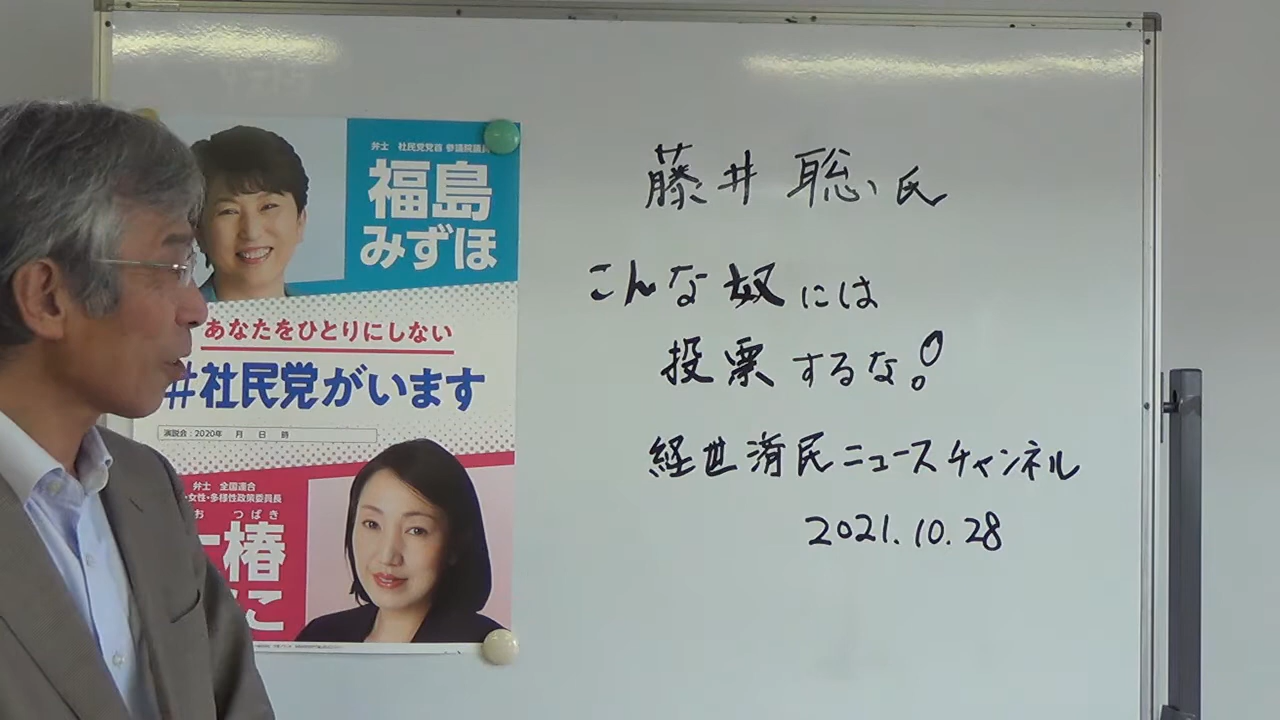 弁士 社民党党首 参議院議員
福島
みずほ
あなたをひとりにしない
#社民党がいます
演説会:2020年 月 日 時
弁士 全国連合
・女性・多様性政策委員長
お つばき
椿
こ
藤井聡氏
こんな奴には
投票するな!
経世済民ニュースチャンネル
2021.10.28